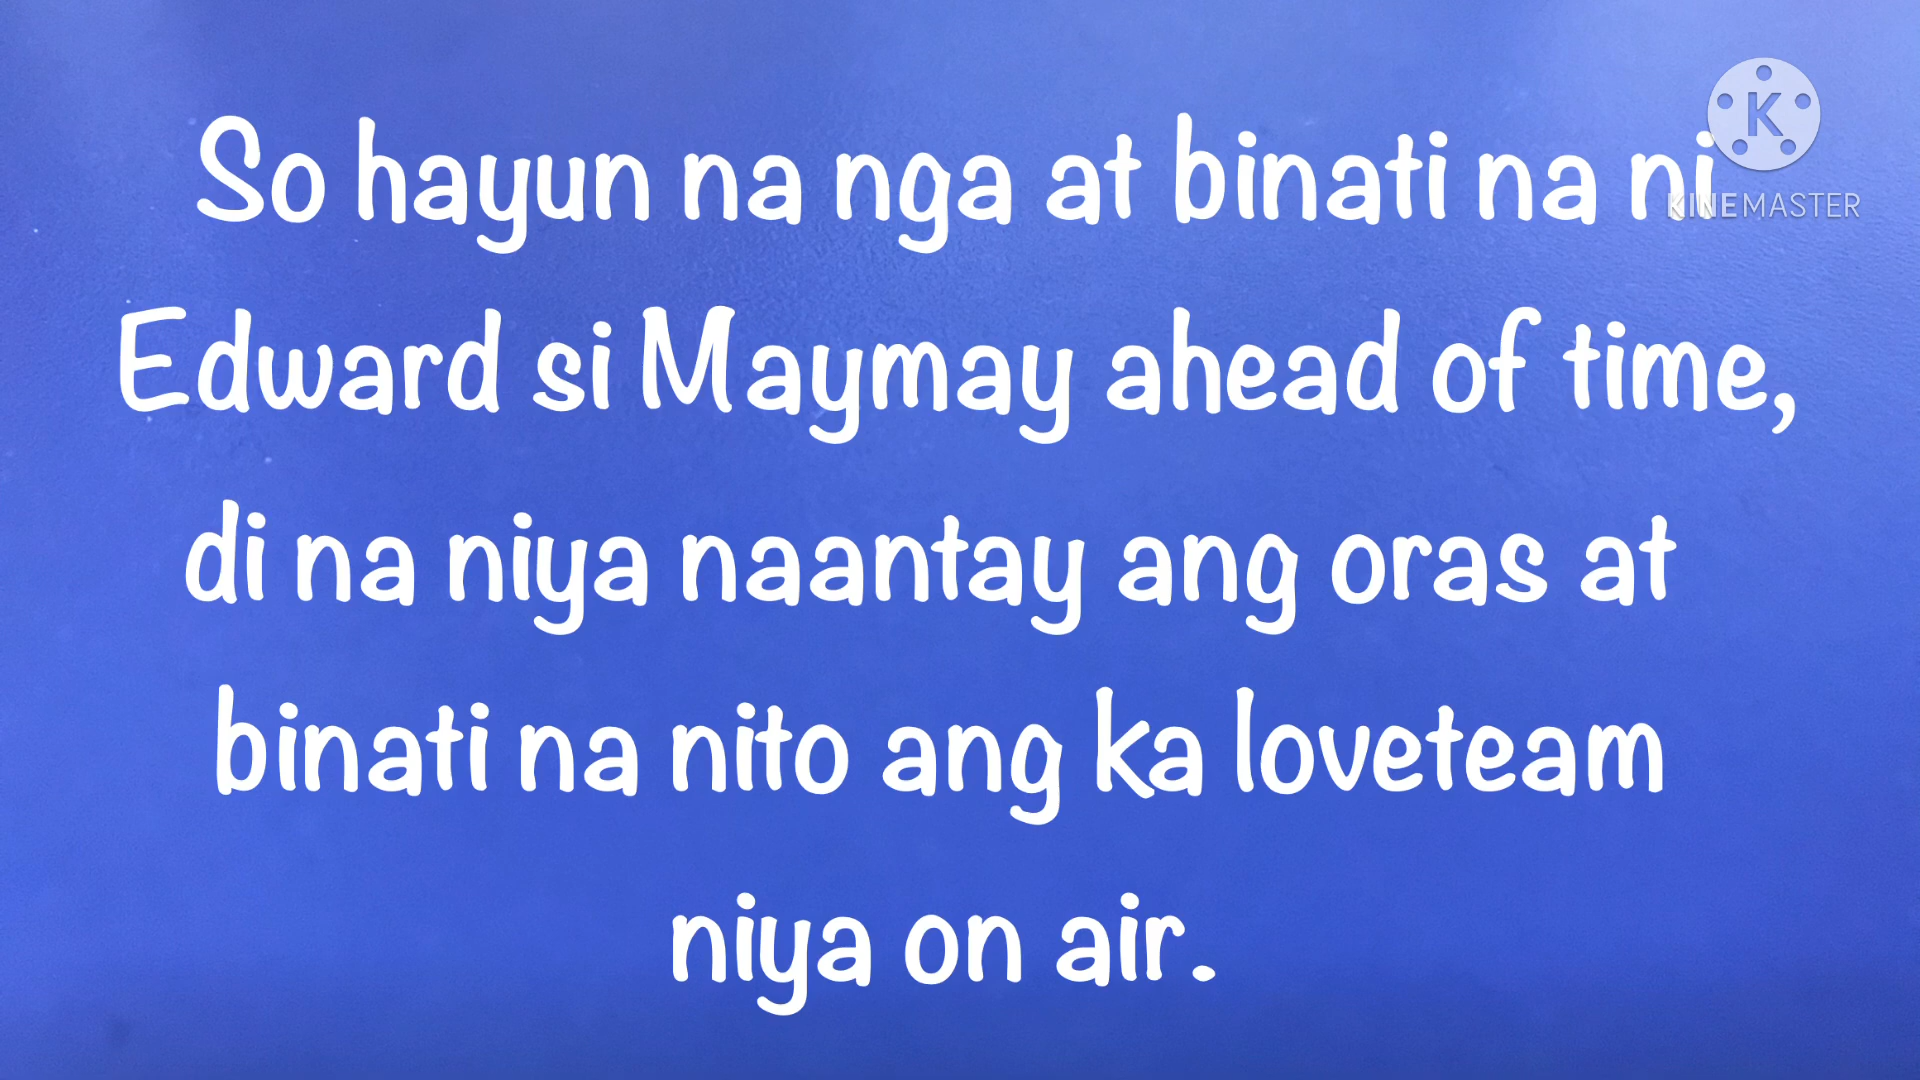 So hayun na nga at binati na ni
Edward si Maymay ahead of time,
di na niya naantay ang oras at
binati na nito ang ka loveteam
niya on air.
K
KINEMASTER